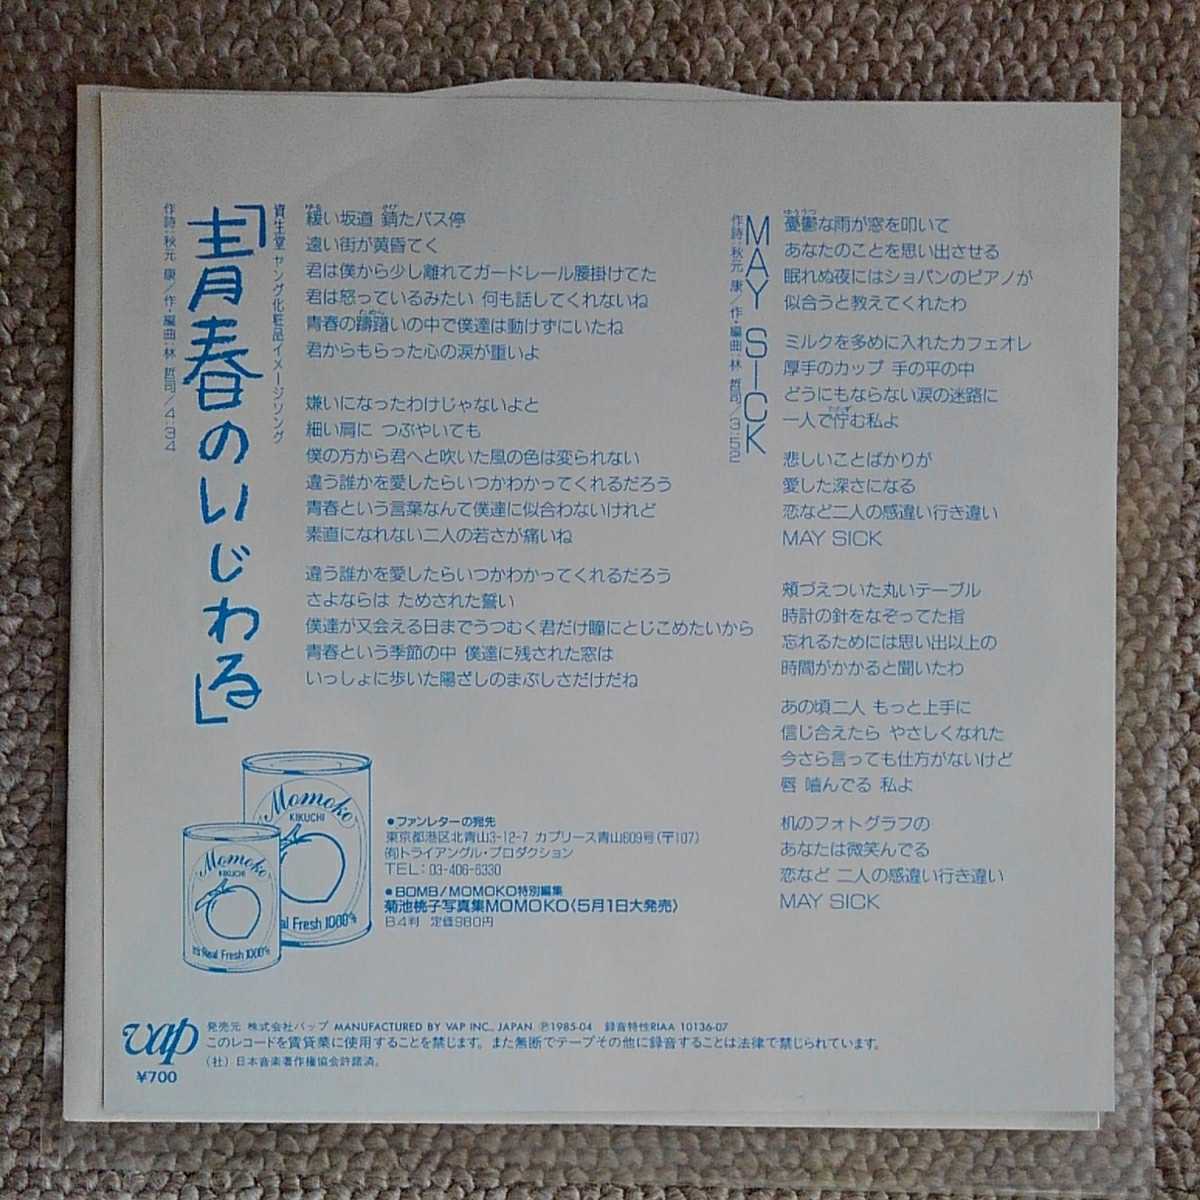 「青春のいじわる」
資生堂ヤング化粧品イメージソング
作詩:秋元 康/作・編曲:林 哲司/4:34
緩い坂道 錆たバス停
遠い街が黄昏てく
君は僕から少し離れてガードレール腰掛けてた
君は怒っているみたい 何も話してくれないね
青春の躊躇いの中で僕達は動けずにいたね
君からもらった心の涙が重いよ
嫌いになったわけじゃないよと
細い肩に つぶやいても
僕の方から君へと吹いた風の色は変られない
違う誰かを愛したらいつかわかってくれるだろう
青春という言葉なんて僕達に似合わないけれど
素直になれない二人の若さが痛いね
違う誰かを愛したらいつかわかってくれるだろう
さよならは ためされた誓い
僕達が又会える日までうつむく君だけ瞳にとじこめたいから
青春という季節の中 僕達に残された窓は
いっしょに歩いた陽ざしのまぶしさだけだね
MAY SICK
作詩:秋元 康/作・編曲:林 哲司/3:52
憂鬱な雨が窓を叩いて
あなたのことを思い出させる
眠れぬ夜にはショパンのピアノが
似合うと教えてくれたわ
ミルクを多めに入れたカフェオレ
厚手のカップ 手の平の中
どうにもならない涙の迷路に
一人で佇む私よ
悲しいことばかりが
愛した深さになる
恋など二人の感違い行き違い
MAY SICK
頬づえついた丸いテーブル
時計の針をなぞってた指
忘れるためには思い出以上の
時間がかかると聞いたわ
あの頃二人 もっと上手に
信じ合えたら やさしくなれた
今さら言っても仕方がないけど
唇 噛んでる 私よ
机のフォトグラフの
あなたは微笑んでる
恋など 二人の感違い行き違い
MAY SICK
Momoko
KIKUCHI
al Fresh 1000%
Momoko
KIKUCHI
It's Real Fresh 1000%
●ファンレターの宛先
東京都港区北青山3-12-7 カプリース青山609号(〒107)
㈲トライアングル・プロダクション
TEL:03-406-6330
●BOMB/MOMOKO特別編集
菊池桃子写真集MOMOKO〈5月1日大発売〉
B4判 定価980円
vap
¥700
発売元 株式会社バップ MANUFACTURED BY VAP INC., JAPAN ℗1985-04 録音特性RIAA 10136-07
このレコードを賃貸業に使用することを禁じます。また無断でテープその他に録音することは法律で禁じられています。
(社)日本音楽著作権協会許諾済。